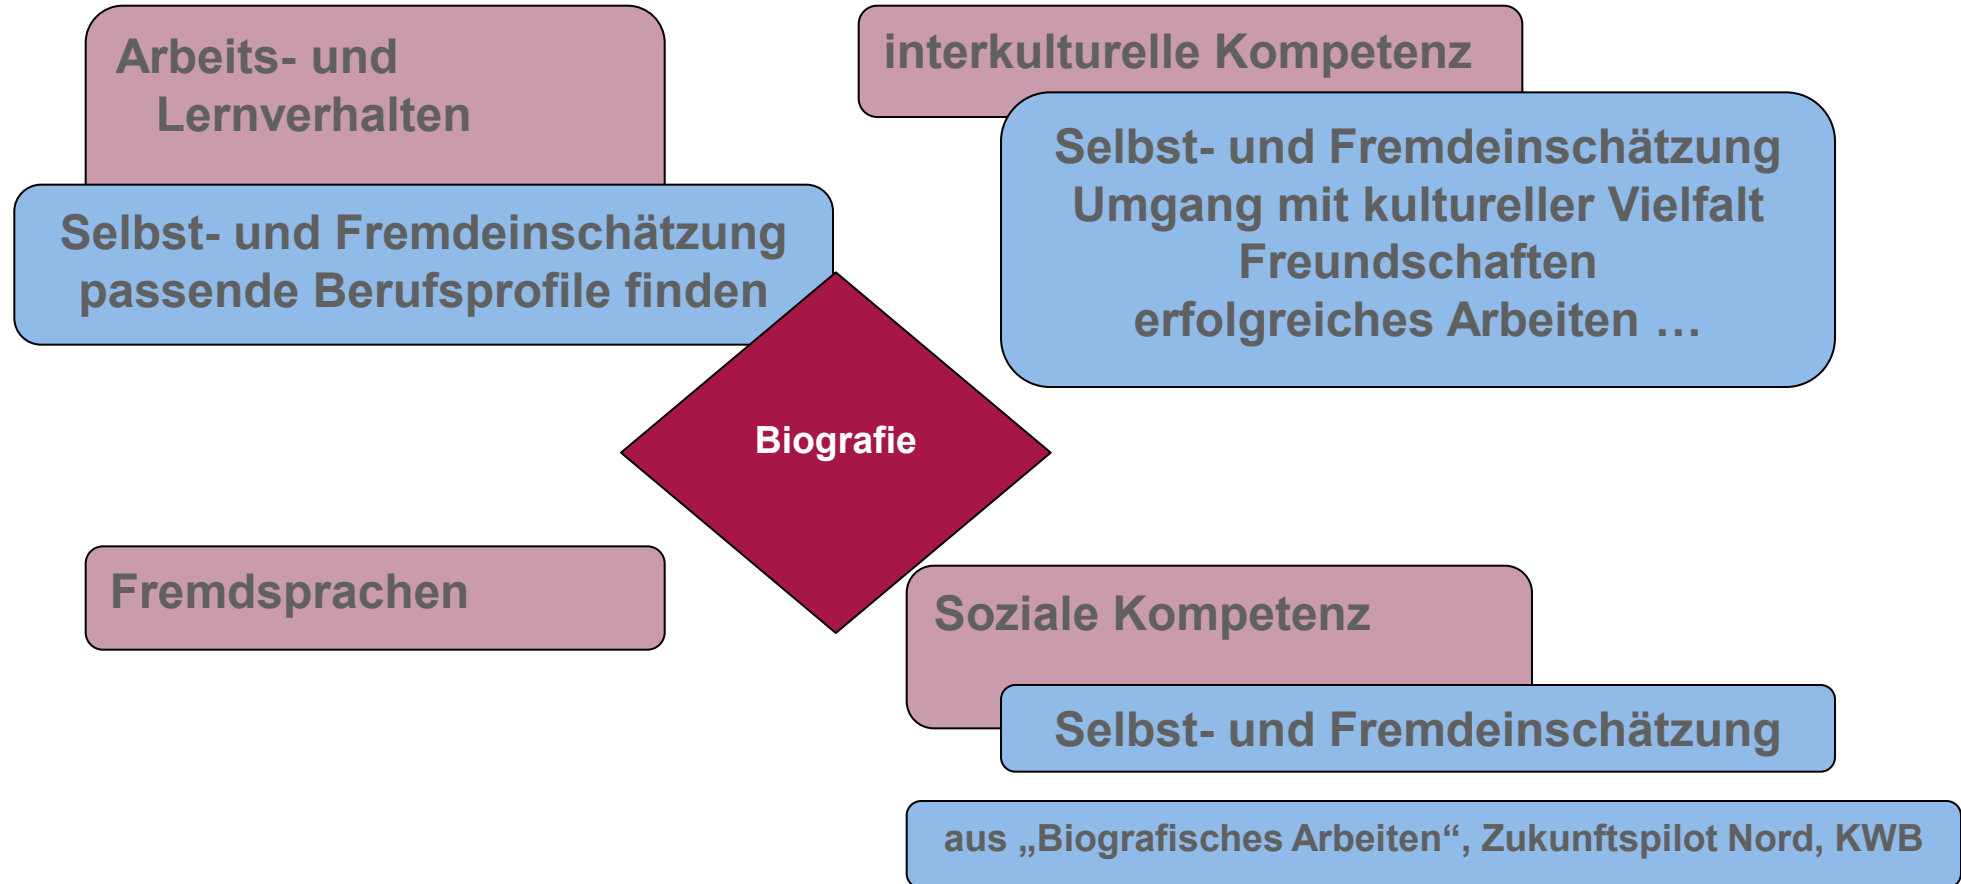 Arbeits- und
Lernverhalten
Selbst- und Fremdeinschätzung
passende Berufsprofile finden
interkulturelle Kompetenz
Selbst- und Fremdeinschätzung
Umgang mit kultureller Vielfalt
Freundschaften
erfolgreiches Arbeiten …
Biografie
Fremdsprachen
Soziale Kompetenz
Selbst- und Fremdeinschätzung
aus „Biografisches Arbeiten“, Zukunftspilot Nord, KWB